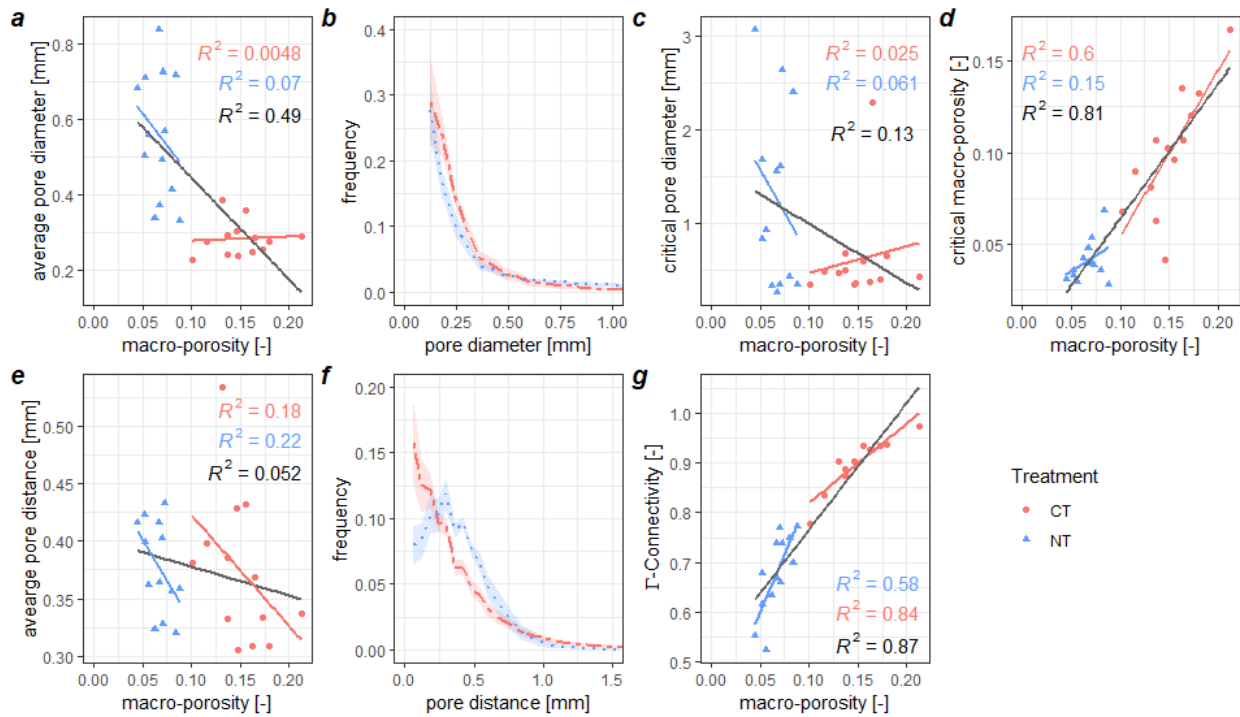 a
average pore diameter [mm]
0.8
0.6
0.4
0.2
R² = 0.0048
R² = 0.07
R² = 0.49
0.00 0.05 0.10 0.15 0.20
macro-porosity [-]
b
frequency
0.4
0.3
0.2
0.1
0.0
0.00 0.25 0.50 0.75 1.00
pore diameter [mm]
c
critical pore diameter [mm]
3
2
1
R² = 0.025
R² = 0.061
R² = 0.13
0.00 0.05 0.10 0.15 0.20
macro-porosity [-]
d
critical macro-porosity [-]
0.15
0.10
0.05
R² = 0.6
R² = 0.15
R² = 0.81
0.00 0.05 0.10 0.15 0.20
macro-porosity [-]
e
avearge pore distance [mm]
0.50
0.45
0.40
0.35
0.30
R² = 0.18
R² = 0.22
R² = 0.052
0.00 0.05 0.10 0.15 0.20
macro-porosity [-]
f
frequency
0.20
0.15
0.10
0.05
0.00
0.0 0.5 1.0 1.5
pore distance [mm]
g
Γ-Connectivity [-]
1.0
0.9
0.8
0.7
0.6
0.5
R² = 0.58
R² = 0.84
R² = 0.87
0.00 0.05 0.10 0.15 0.20
macro-porosity [-]
Treatment
CT
NT